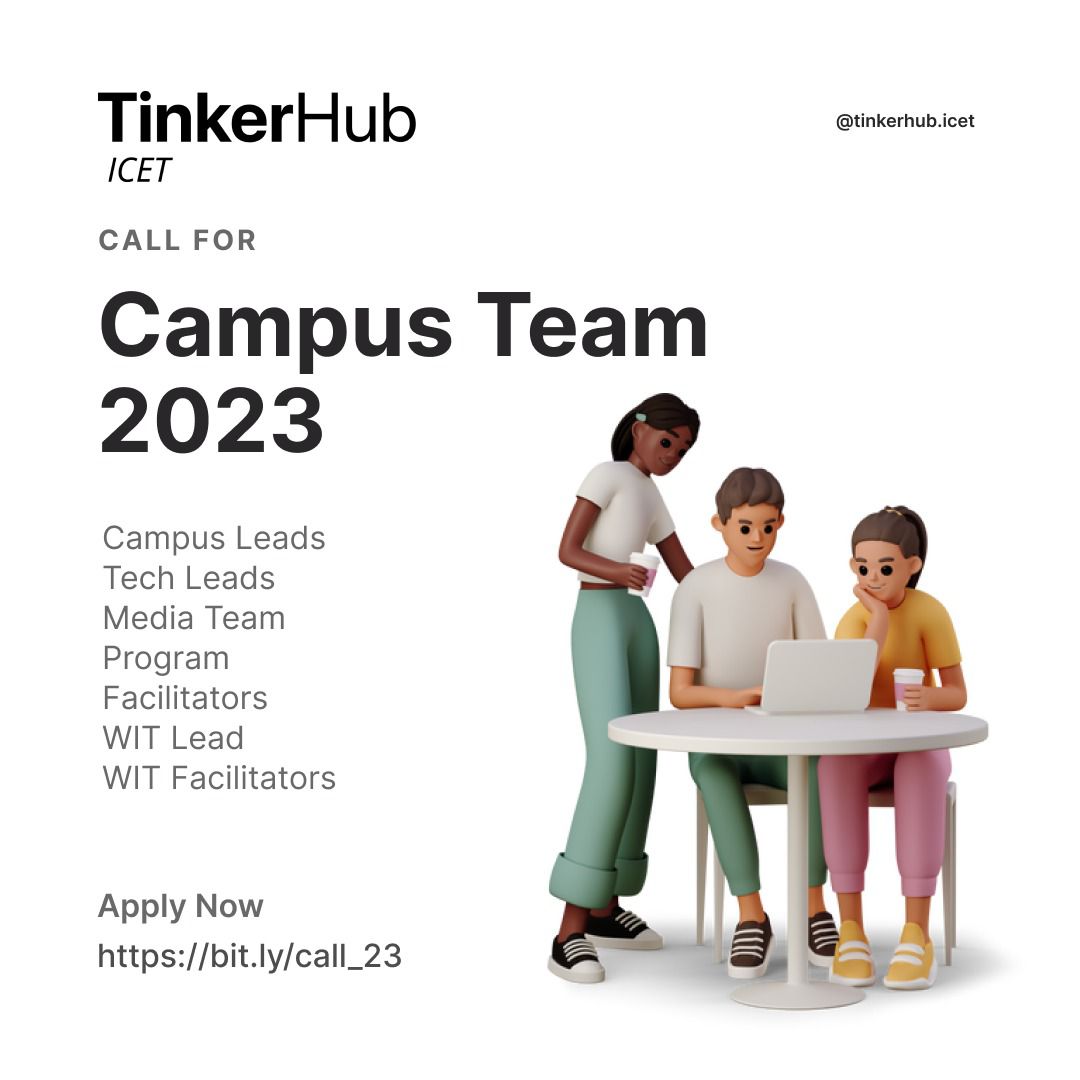 TinkerHub
ICET
@tinkerhub.icet
CALL FOR
Campus Team
2023
Campus Leads
Tech Leads
Media Team
Program
Facilitators
WIT Lead
WIT Facilitators
Apply Now
https://bit.ly/call_23